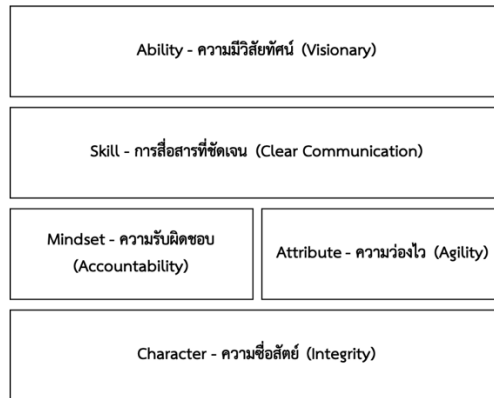 Ability - ความมีวิสัยทัศน์ (Visionary)
Skill - การสื่อสารที่ชัดเจน (Clear Communication)
Mindset - ความรับผิดชอบ
(Accountability)
Attribute - ความว่องไว (Agility)
Character - ความซื่อสัตย์ (Integrity)